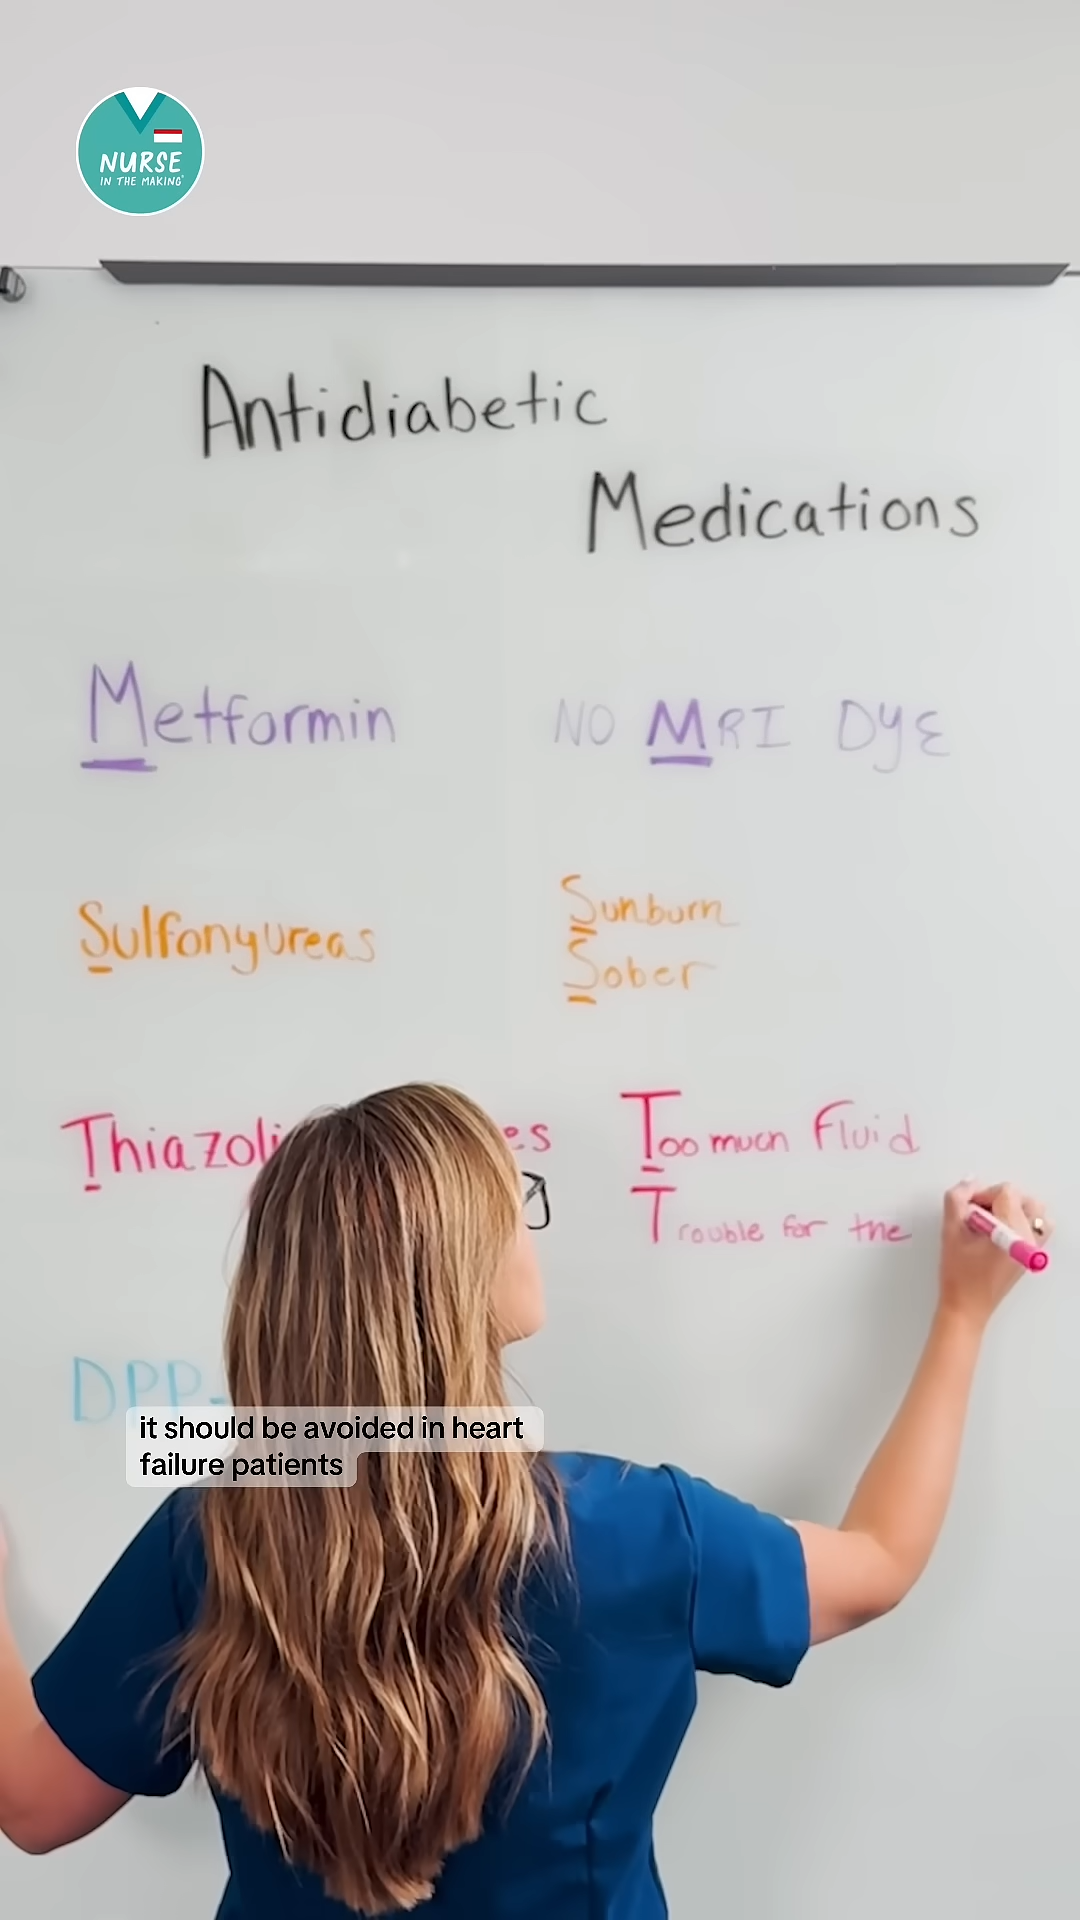 NURSE
IN THE MAKING
Antidiabetic
Medications
Metformin
NO MRI DYE
Sulfonyureas
Sunburn
Sober
Too much Fluid
Trouble for the
DPP-
it should be avoided in heart
failure patients